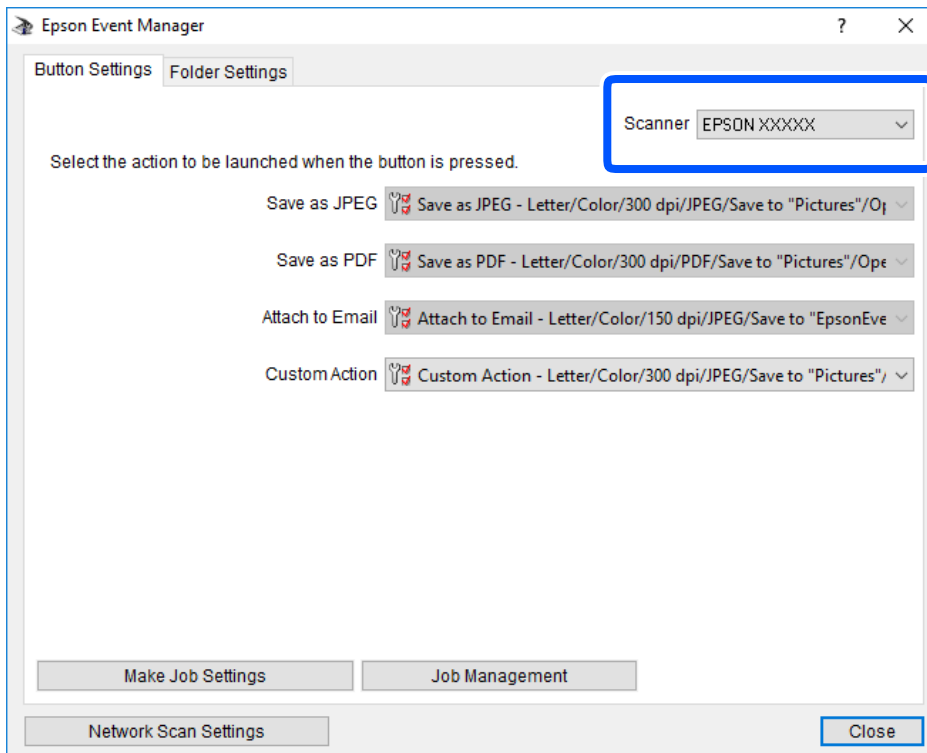 Epson Event Manager
Button Settings Folder Settings
Scanner EPSON XXXXX
Select the action to be launched when the button is pressed.
Save as JPEG Save as JPEG - Letter/Color/300 dpi/JPEG/Save to "Pictures"/Op
Save as PDF Save as PDF - Letter/Color/300 dpi/PDF/Save to "Pictures"/Ope
Attach to Email Attach to Email - Letter/Color/150 dpi/JPEG/Save to "EpsonEve
Custom Action Custom Action - Letter/Color/300 dpi/JPEG/Save to "Pictures"/
Make Job Settings Job Management
Network Scan Settings Close